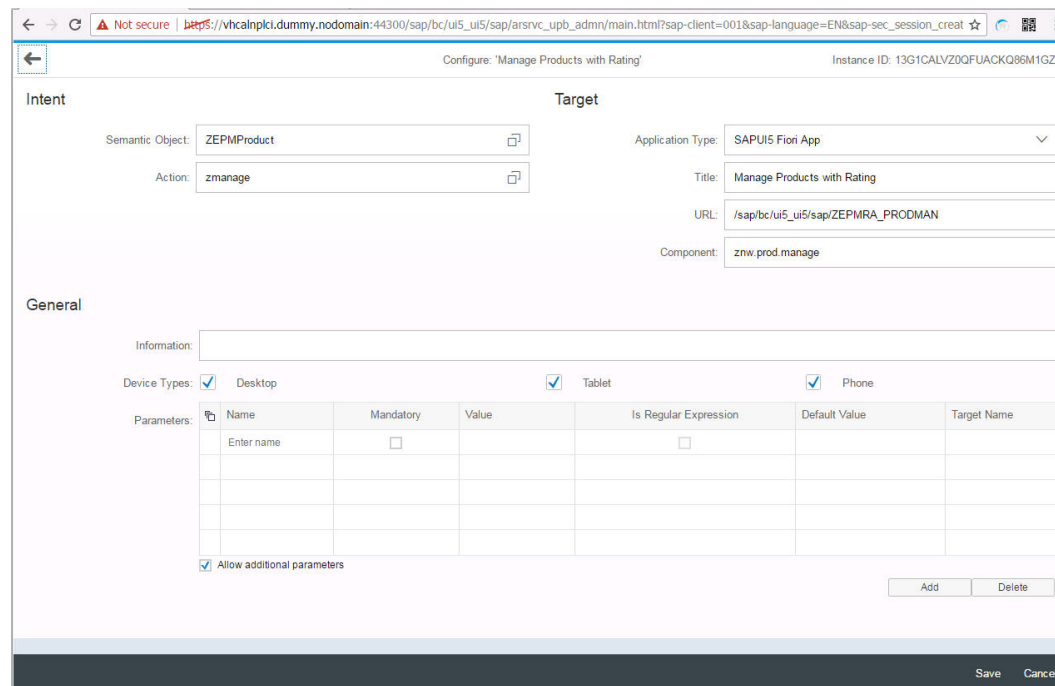 Not secure | https://vhcalnplci.dummy.nodomain:44300/sap/bc/ui5_ui5/sap/arsrvc_upb_admn/main.html?sap-client=001&sap-language=EN&sap-sec_session_creat
Configure: 'Manage Products with Rating' Instance ID: 13G1CALVZ0QFUACKQ86M1GZ
Intent Target
Semantic Object: ZEPMProduct Application Type: SAPUI5 Fiori App
Action: zmanage Title: Manage Products with Rating
URL: /sap/bc/ui5_ui5/sap/ZEPMRA_PRODMAN
Component: znw.prod.manage
General
Information:
Device Types: Desktop Tablet Phone
Parameters: Name Mandatory Value Is Regular Expression Default Value Target Name
Enter name
Allow additional parameters
Add Delete
Save Cance